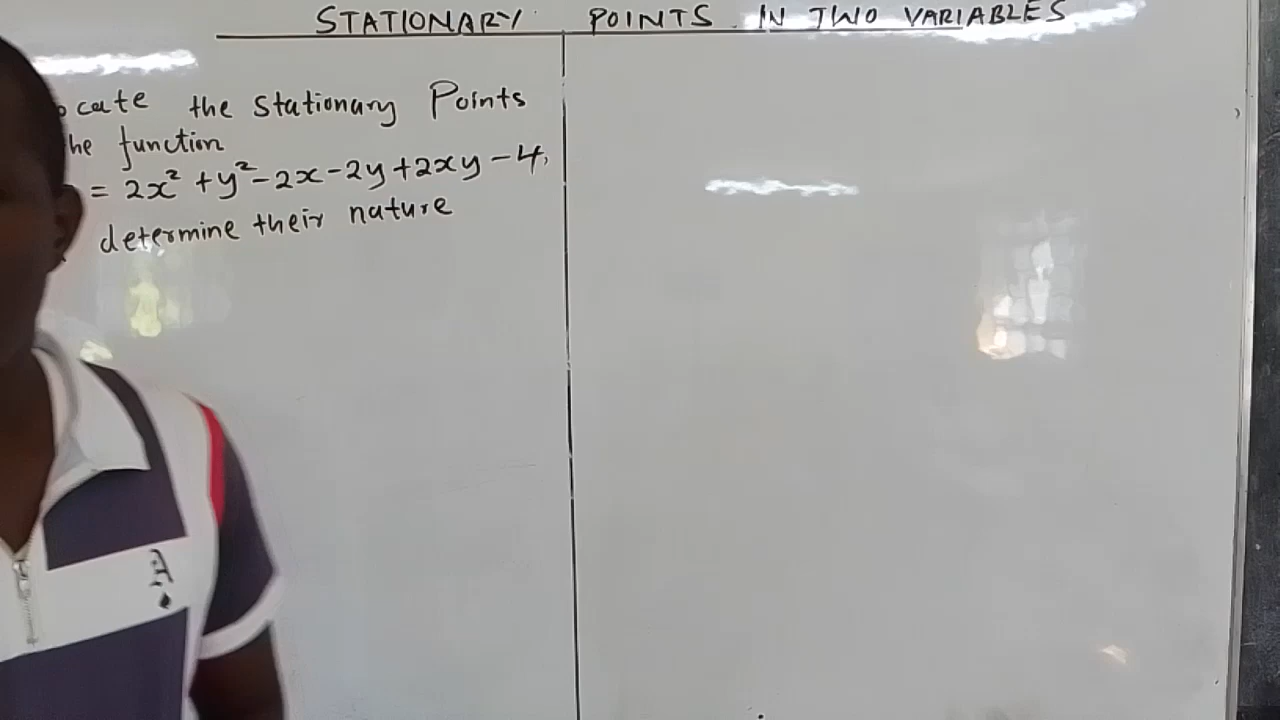 STATIONARY POINTS IN TWO VARIABLES
ocate the Stationary Points
he function
= 2x² + y² - 2x - 2y + 2xy - 4,
determine their nature